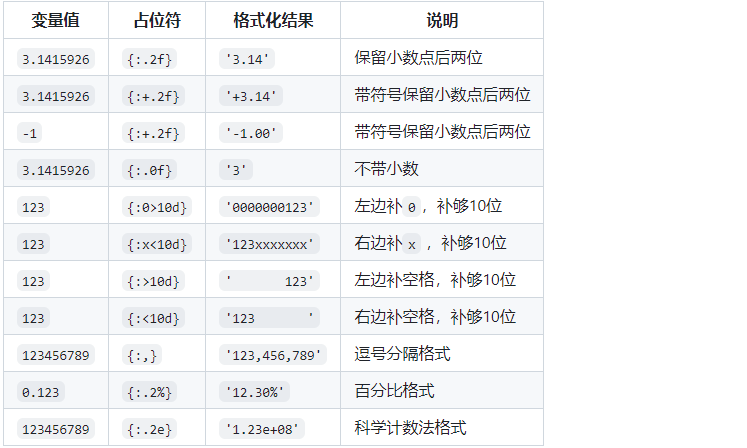 变量值 占位符 格式化结果 说明
3.1415926 {:.2f} '3.14' 保留小数点后两位
3.1415926 {:+.2f} '+3.14' 带符号保留小数点后两位
-1 {:+.2f} '-1.00' 带符号保留小数点后两位
3.1415926 {:.0f} '3' 不带小数
123 {:0>10d} '0000000123' 左边补0，补够10位
123 {:x<10d} '123xxxxxxx' 右边补x ，补够10位
123 {:>10d} '       123' 左边补空格，补够10位
123 {:<10d} '123       ' 右边补空格，补够10位
123456789 {:,} '123,456,789' 逗号分隔格式
0.123 {:.2%} '12.30%' 百分比格式
123456789 {:.2e} '1.23e+08' 科学计数法格式